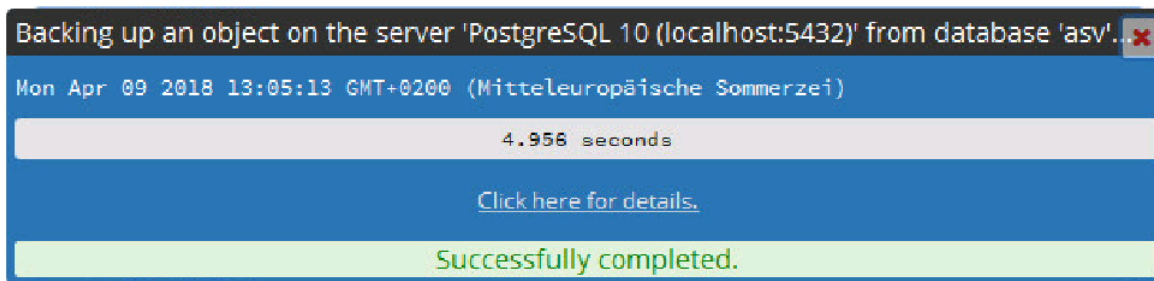 Backing up an object on the server 'PostgreSQL 10 (localhost:5432)' from database 'asv'...
Mon Apr 09 2018 13:05:13 GMT+0200 (Mitteleuropäische Sommerzei)
4.956 seconds
Click here for details.
Successfully completed.